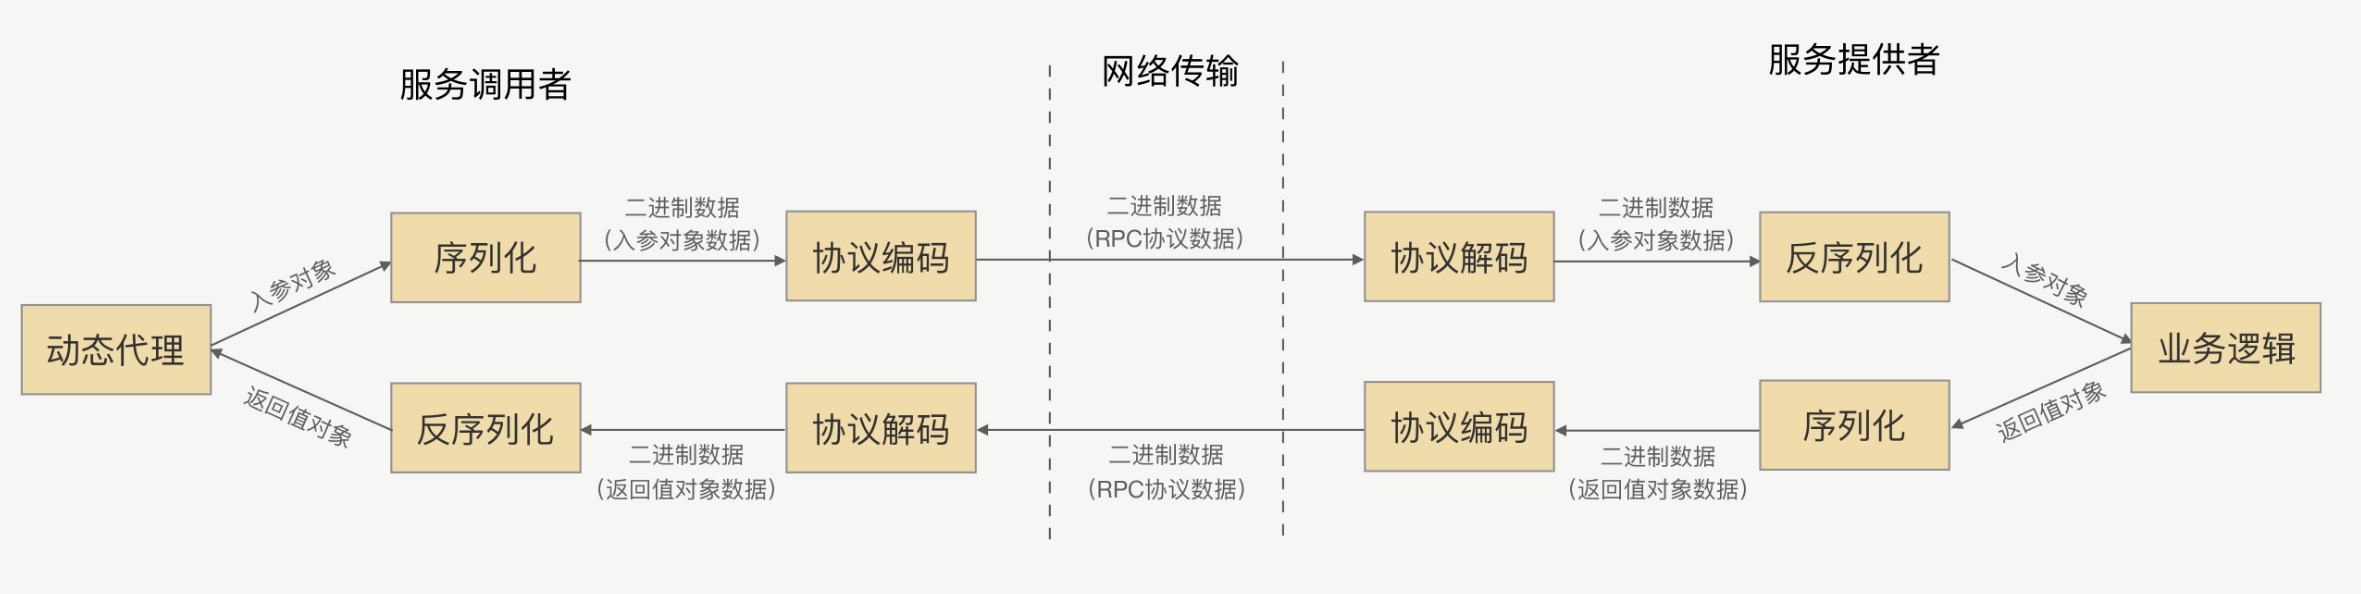 服务调用者
网络传输
服务提供者
动态代理
入参对象
序列化
二进制数据
(入参对象数据)
协议编码
二进制数据
(RPC协议数据)
协议解码
二进制数据
(入参对象数据)
反序列化
入参对象
业务逻辑
返回值对象
序列化
二进制数据
(返回值对象数据)
协议编码
二进制数据
(RPC协议数据)
协议解码
二进制数据
(返回值对象数据)
反序列化
返回值对象